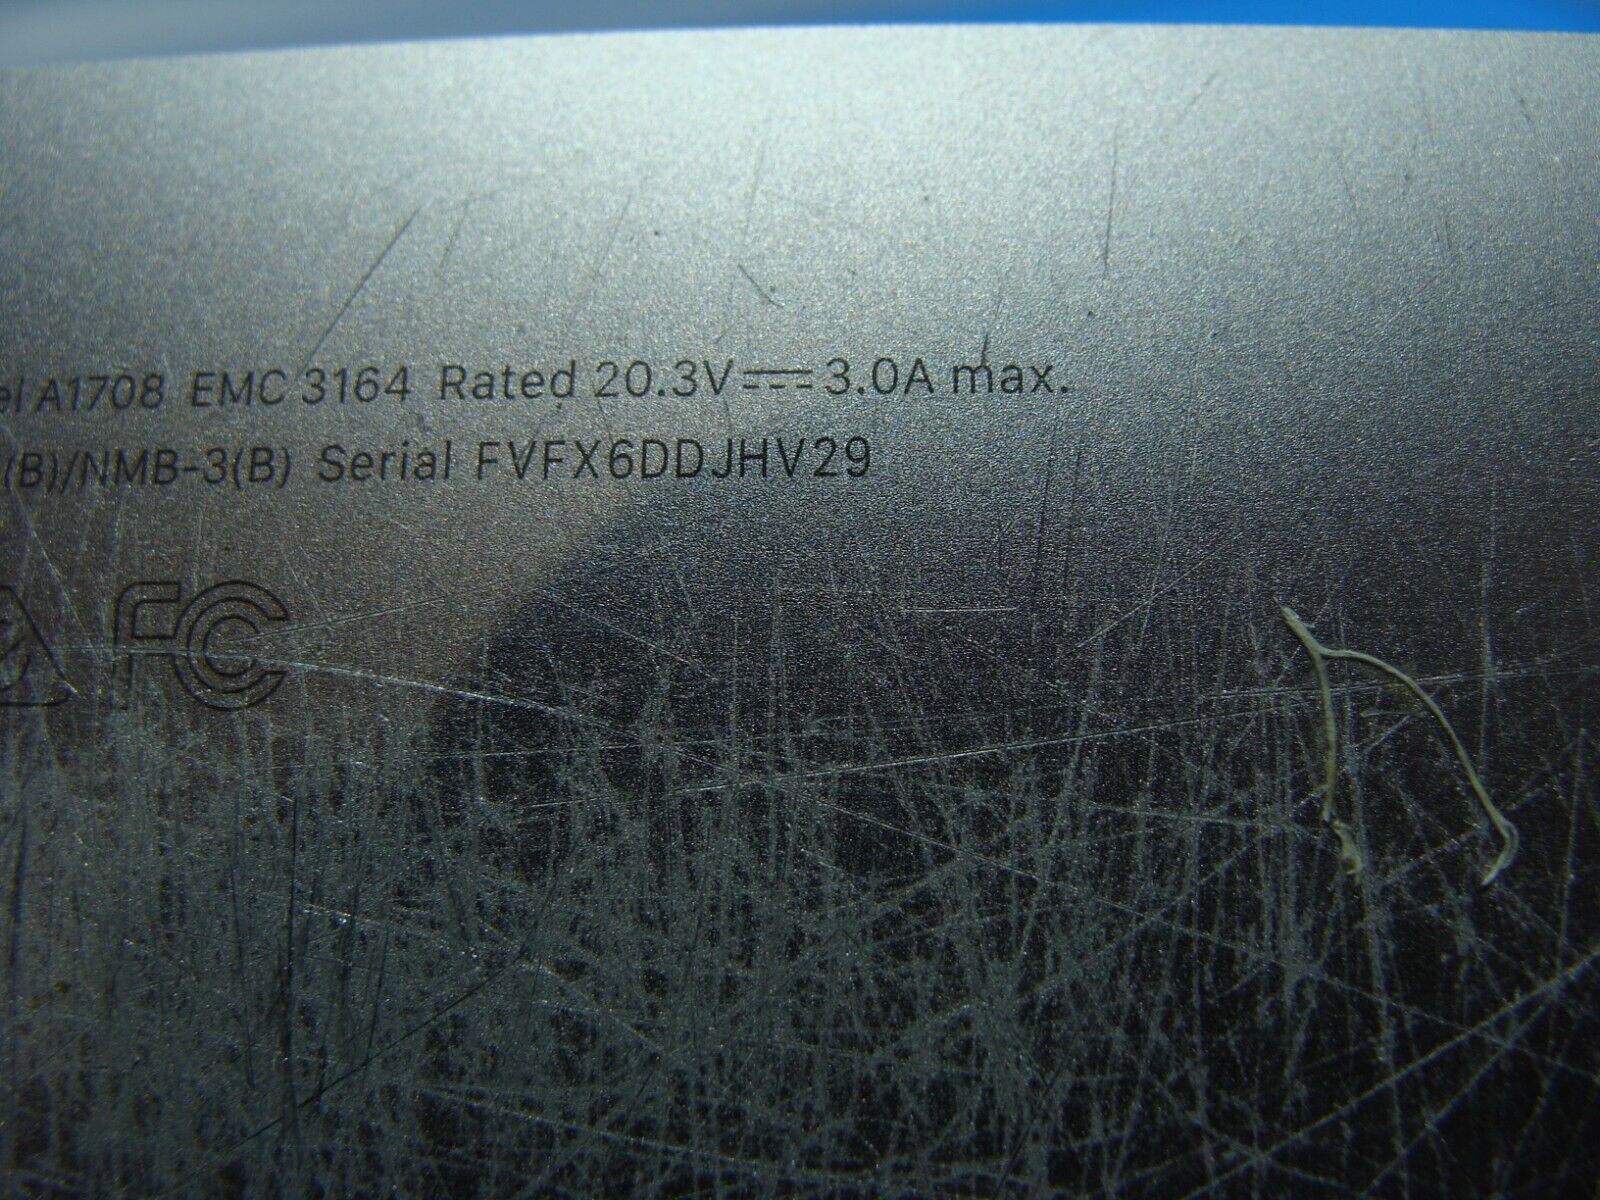 el A1708 EMC 3164 Rated 20.3V⎓3.0A max.
(B)/NMB-3(B) Serial FVFX6DDJHV29
FC